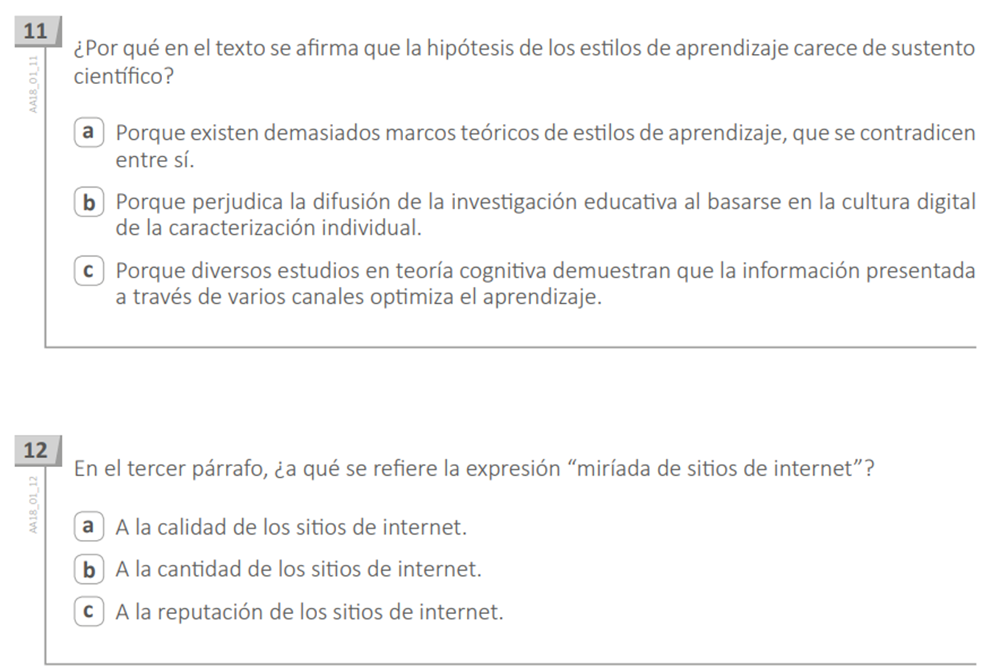 11
¿Por qué en el texto se afirma que la hipótesis de los estilos de aprendizaje carece de sustento
científico?
AA18_01_11
a Porque existen demasiados marcos teóricos de estilos de aprendizaje, que se contradicen
entre sí.
b Porque perjudica la difusión de la investigación educativa al basarse en la cultura digital
de la caracterización individual.
c Porque diversos estudios en teoría cognitiva demuestran que la información presentada
a través de varios canales optimiza el aprendizaje.
12
En el tercer párrafo, ¿a qué se refiere la expresión “miríada de sitios de internet”?
AA18_01_12
a A la calidad de los sitios de internet.
b A la cantidad de los sitios de internet.
c A la reputación de los sitios de internet.